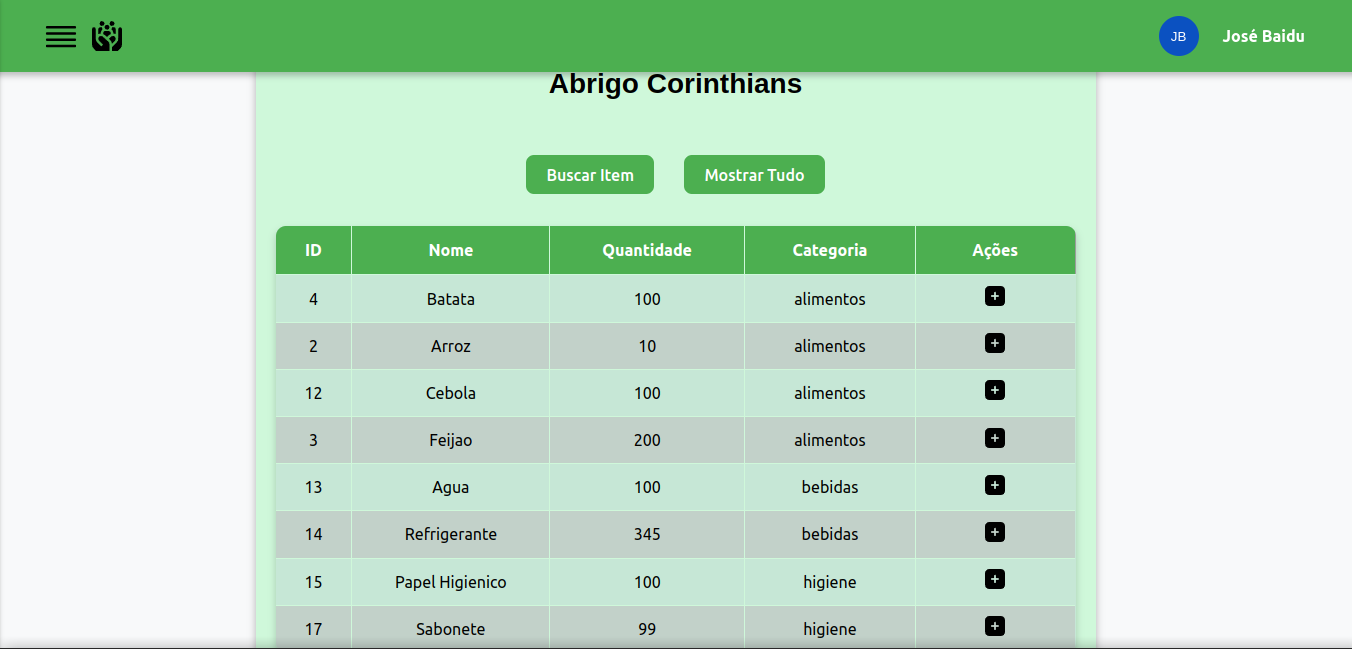 JB José Baidu
Abrigo Corinthians
Buscar Item Mostrar Tudo
ID Nome Quantidade Categoria Ações
4 Batata 100 alimentos +
2 Arroz 10 alimentos +
12 Cebola 100 alimentos +
3 Feijao 200 alimentos +
13 Agua 100 bebidas +
14 Refrigerante 345 bebidas +
15 Papel Higienico 100 higiene +
17 Sabonete 99 higiene +